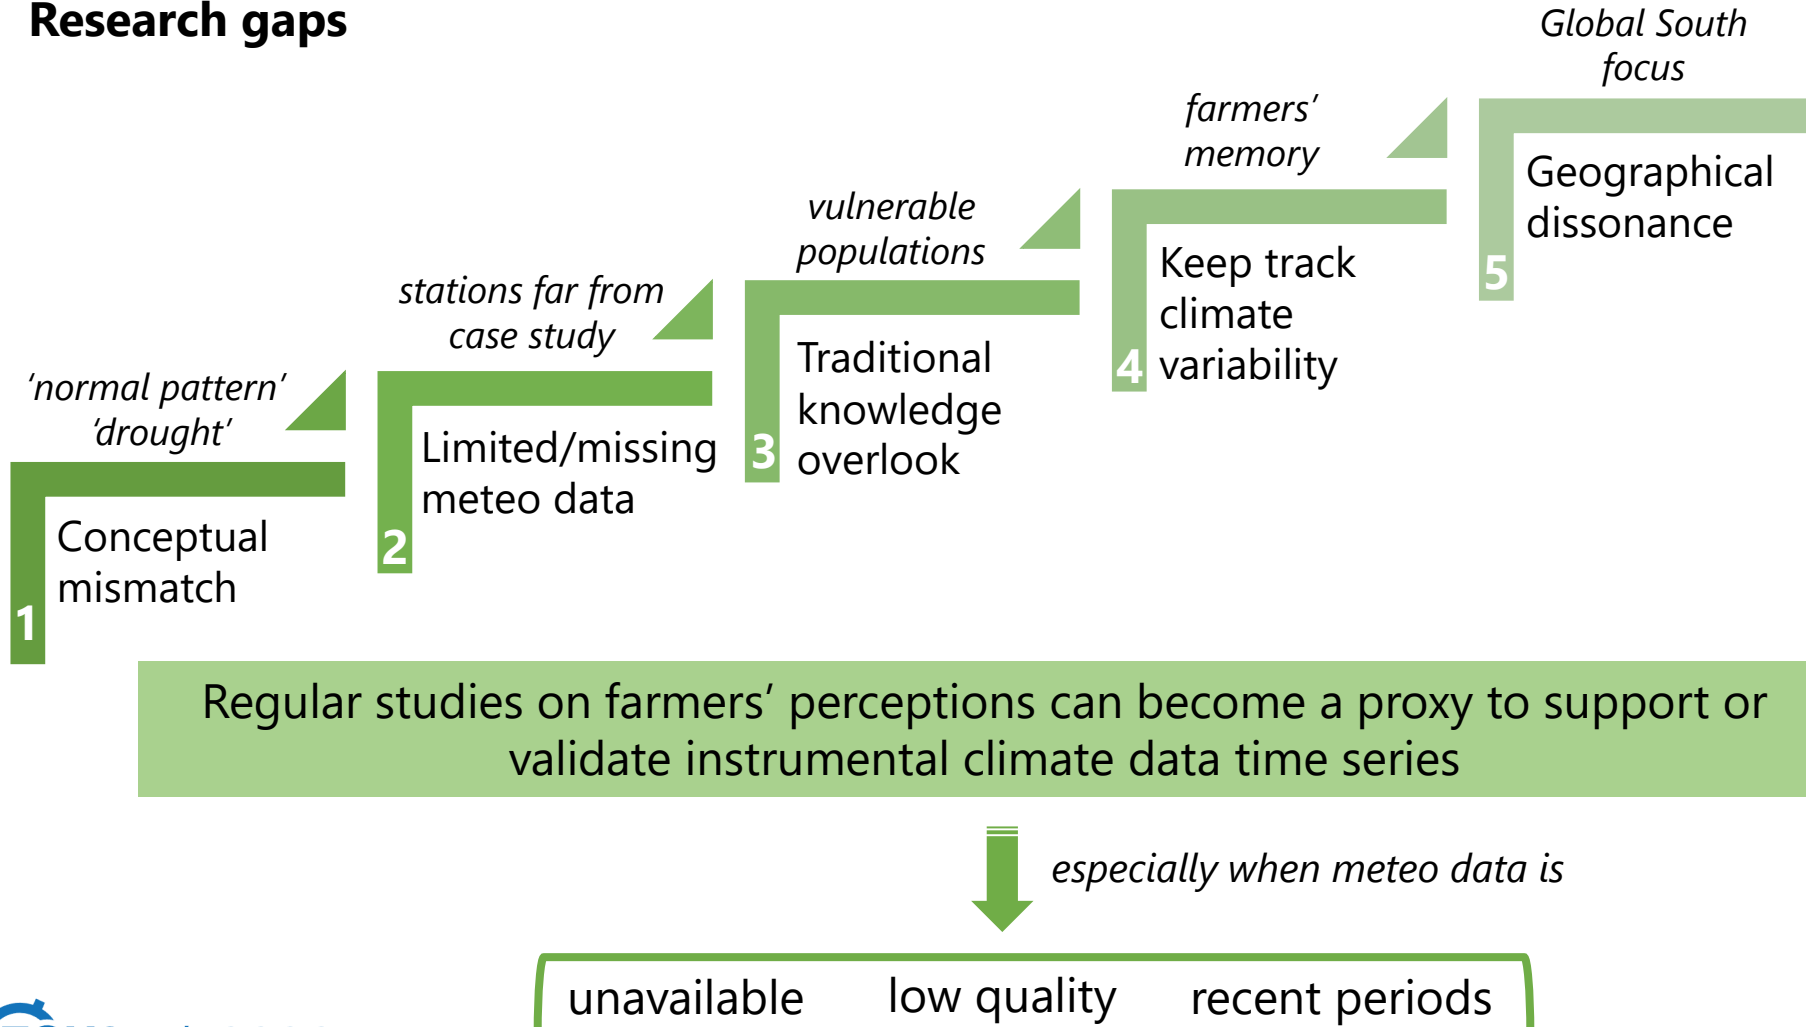 Research gaps
Global South
focus
farmers’
memory
Geographical
dissonance
5
vulnerable
populations
Keep track
climate
variability
4
stations far from
case study
Traditional
knowledge
overlook
3
‘normal pattern’
‘drought’
Limited/missing
meteo data
2
Conceptual
mismatch
1
Regular studies on farmers’ perceptions can become a proxy to support or
validate instrumental climate data time series
especially when meteo data is
unavailable low quality recent periods